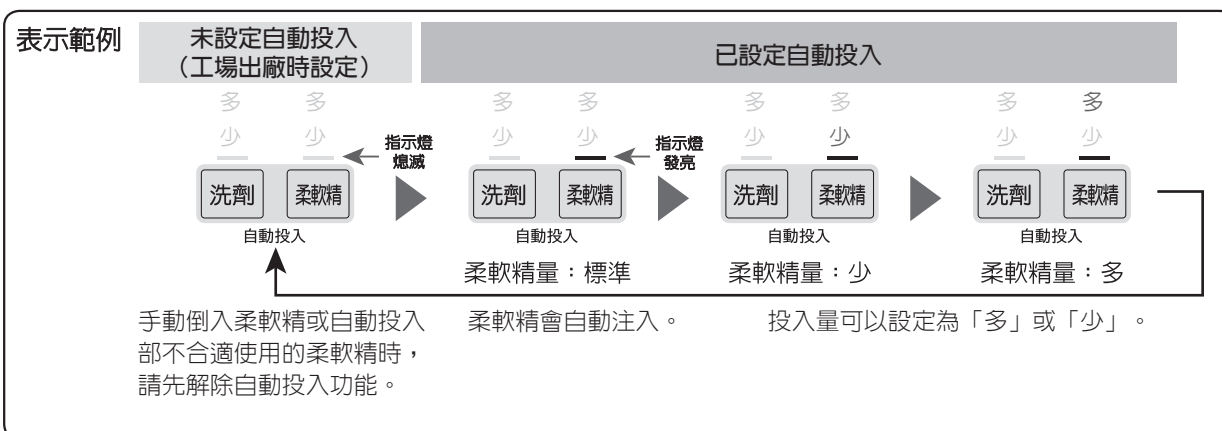 表示範例
未設定自動投入
（工場出廠時設定）
已設定自動投入
多 多
少 少
指示燈
熄滅
洗劑 柔軟精
自動投入
多 多
少 少
指示燈
發亮
洗劑 柔軟精
自動投入
柔軟精量：標準
多 多
少 少
洗劑 柔軟精
自動投入
柔軟精量：少
多 多
少 少
洗劑 柔軟精
自動投入
柔軟精量：多
手動倒入柔軟精或自動投入
部不合適使用的柔軟精時，
請先解除自動投入功能。
柔軟精會自動注入。
投入量可以設定為「多」或「少」。